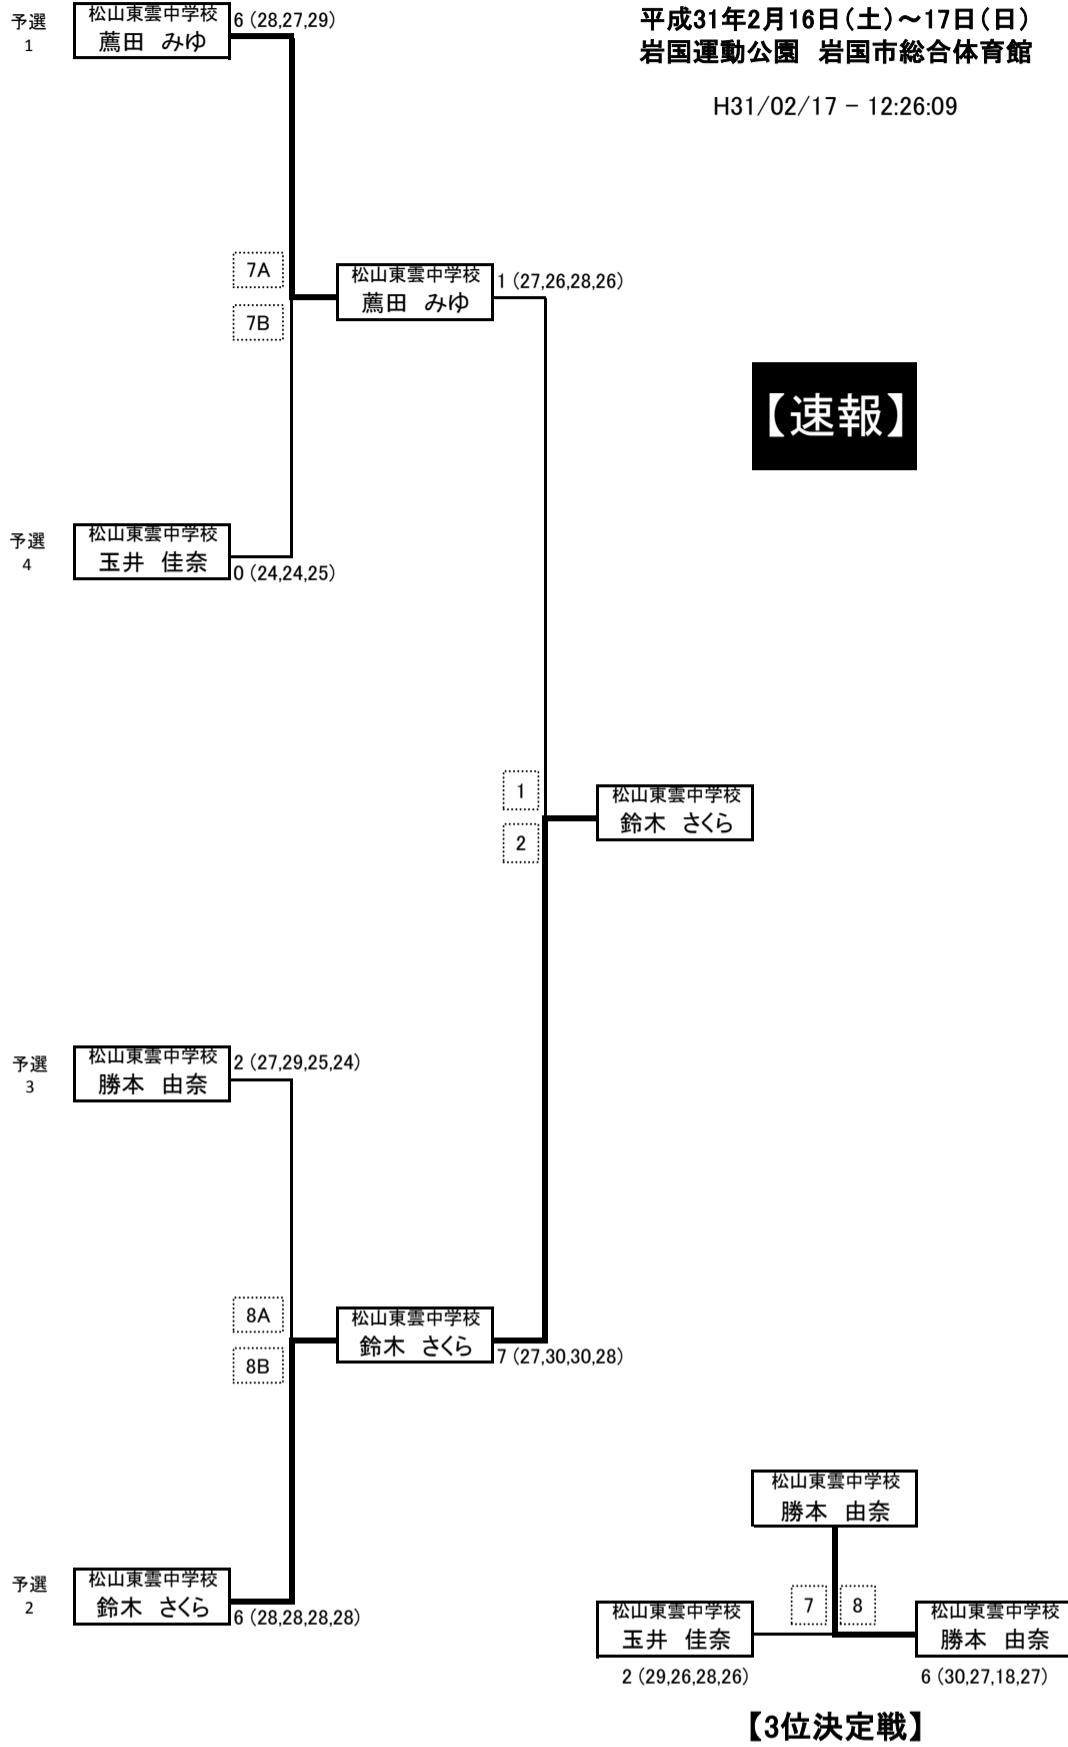 平成31年2月16日(土)～17日(日)
岩国運動公園　岩国市総合体育館
H31/02/17 - 12:26:09
予選
1
松山東雲中学校
薦田　みゆ
6 (28,27,29)
7A
7B
松山東雲中学校
薦田　みゆ
1 (27,26,28,26)
【速報】
予選
4
松山東雲中学校
玉井　佳奈
0 (24,24,25)
1
2
松山東雲中学校
鈴木　さくら
予選
3
松山東雲中学校
勝本　由奈
2 (27,29,25,24)
8A
8B
松山東雲中学校
鈴木　さくら
7 (27,30,30,28)
予選
2
松山東雲中学校
鈴木　さくら
6 (28,28,28,28)
松山東雲中学校
勝本　由奈
7
8
松山東雲中学校
玉井　佳奈
2 (29,26,28,26)
松山東雲中学校
勝本　由奈
6 (30,27,18,27)
【3位決定戦】